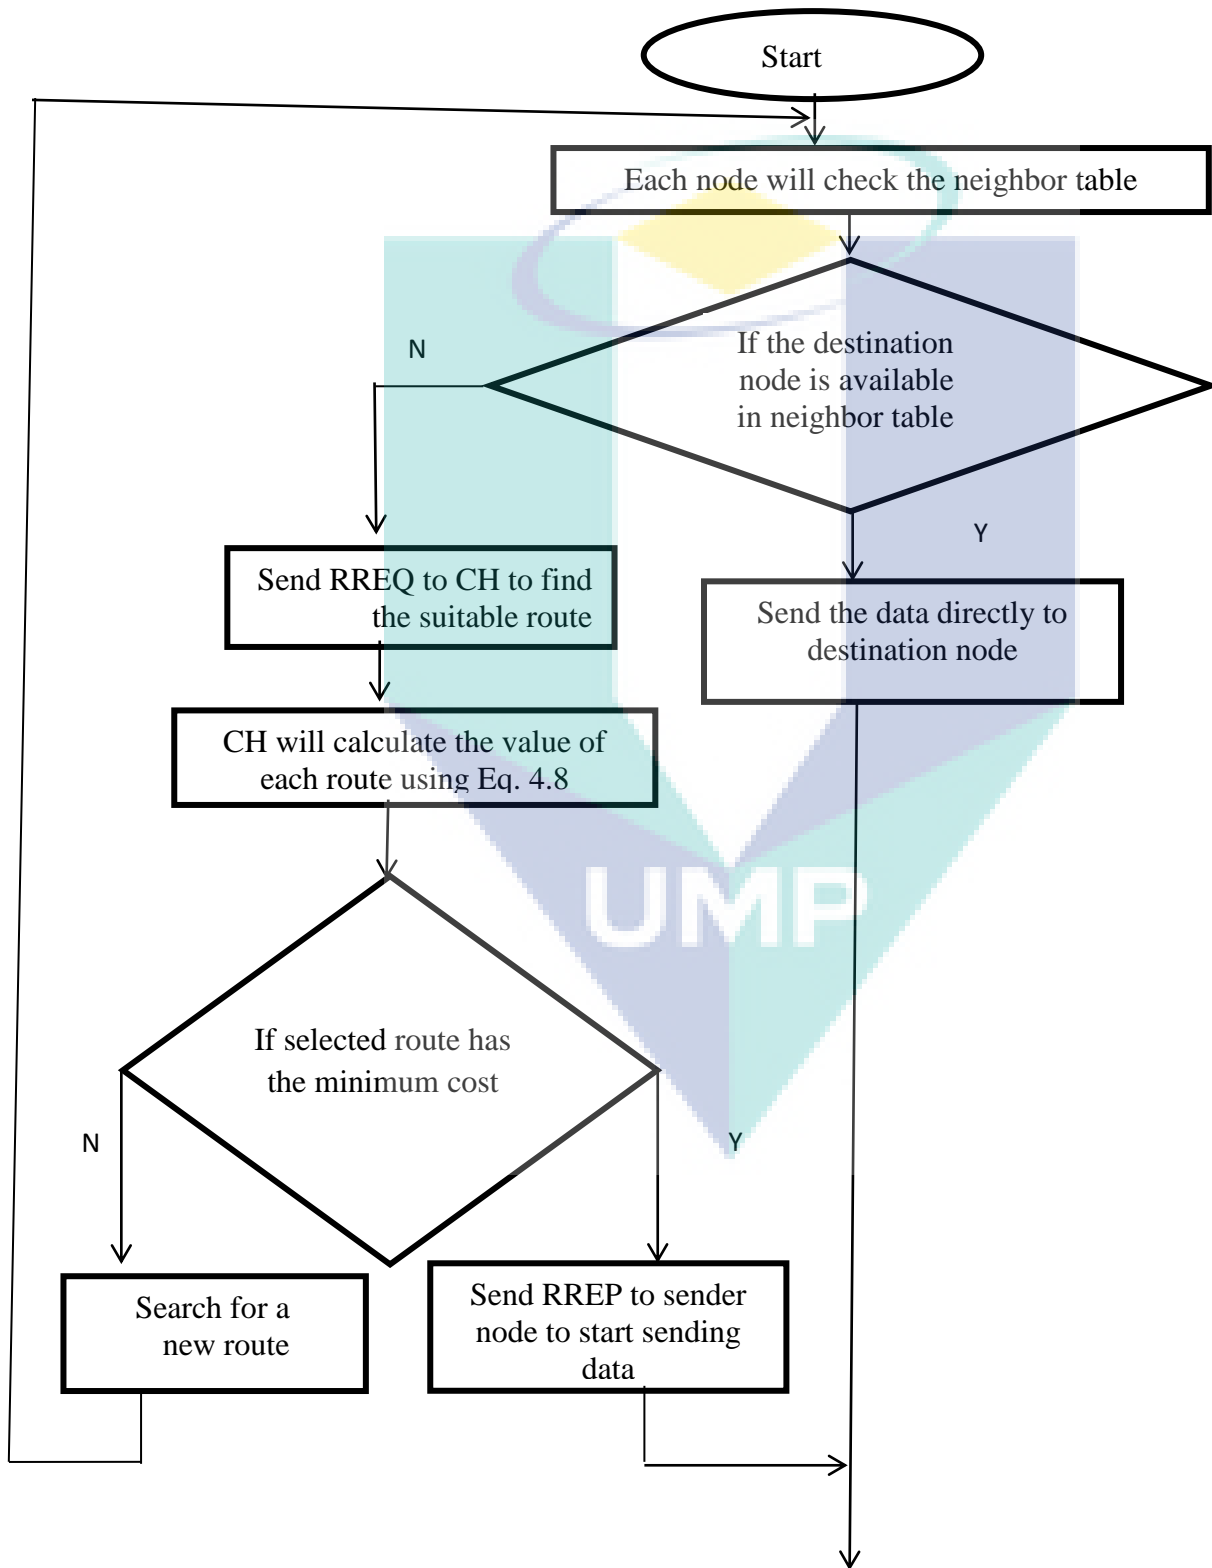 Start
Each node will check the neighbor table
If the destination
node is available
in neighbor table
N
Y
Send RREQ to CH to find
the suitable route
Send the data directly to
destination node
CH will calculate the value of
each route using Eq. 4.8
UMP
If selected route has
the minimum cost
N
Y
Search for a
new route
Send RREP to sender
node to start sending
data